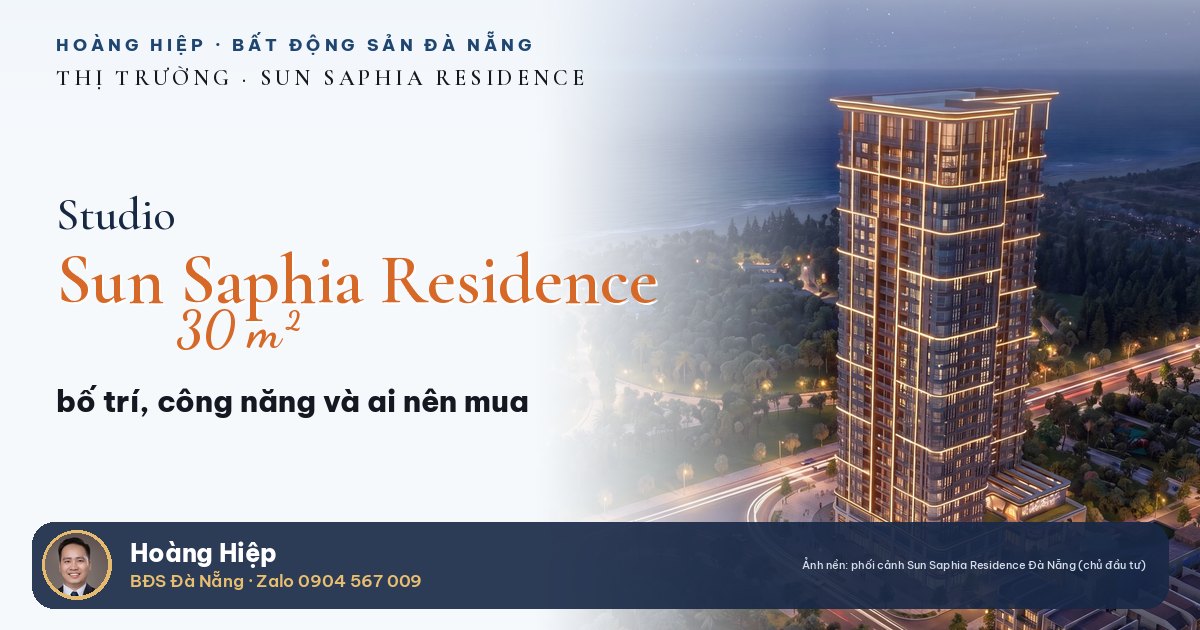 HOÀNG HIỆP · BẤT ĐỘNG SẢN ĐÀ NẴNG
THỊ TRƯỜNG · SUN SAPHIA RESIDENCE
Studio
Sun Saphia Residence
30 m²
bố trí, công năng và ai nên mua
Hoàng Hiệp
BĐS Đà Nẵng · Zalo 0904 567 009
Ảnh nền: phối cảnh Sun Saphia Residence Đà Nẵng (chủ đầu tư)